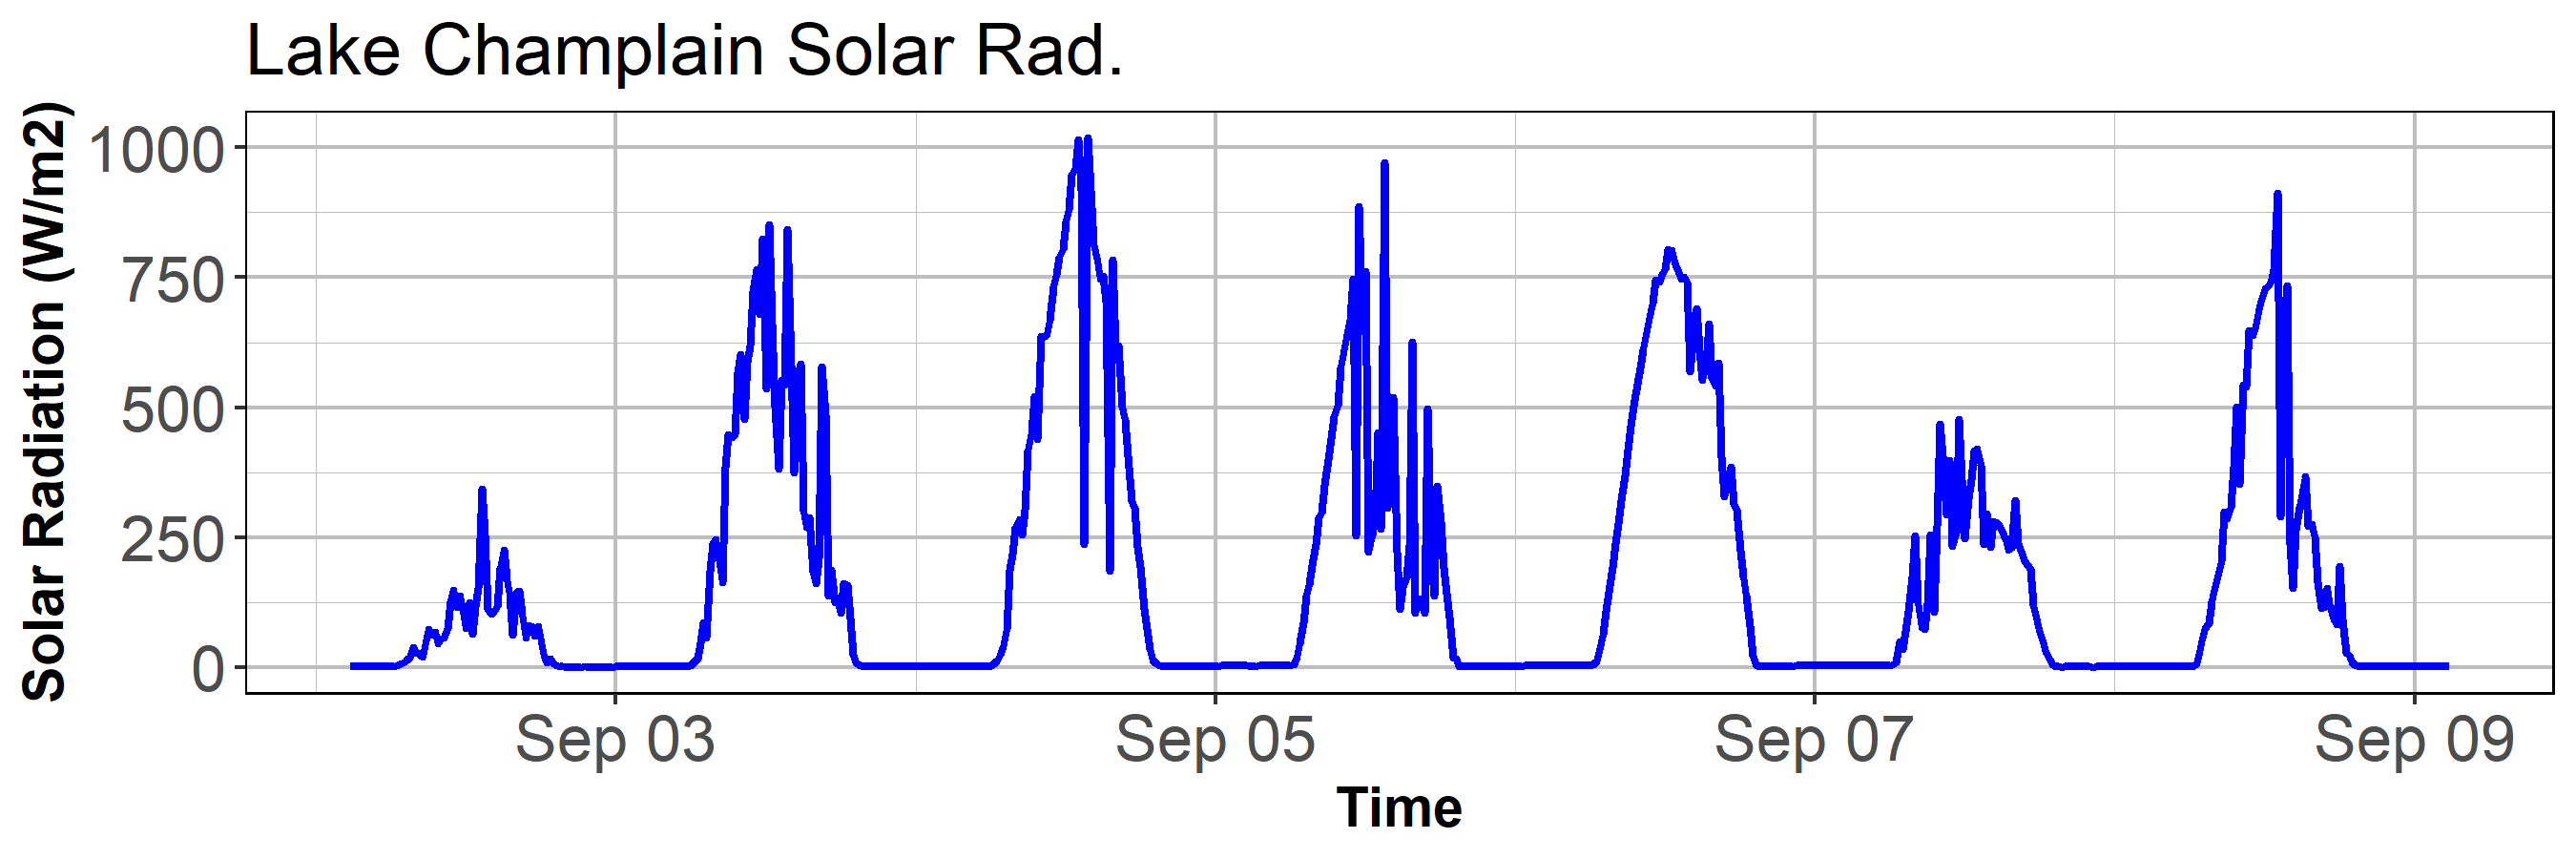 Lake Champlain Solar Rad.
Solar Radiation (W/m2)
1000
750
500
250
0
Sep 03 Sep 05 Sep 07 Sep 09
Time